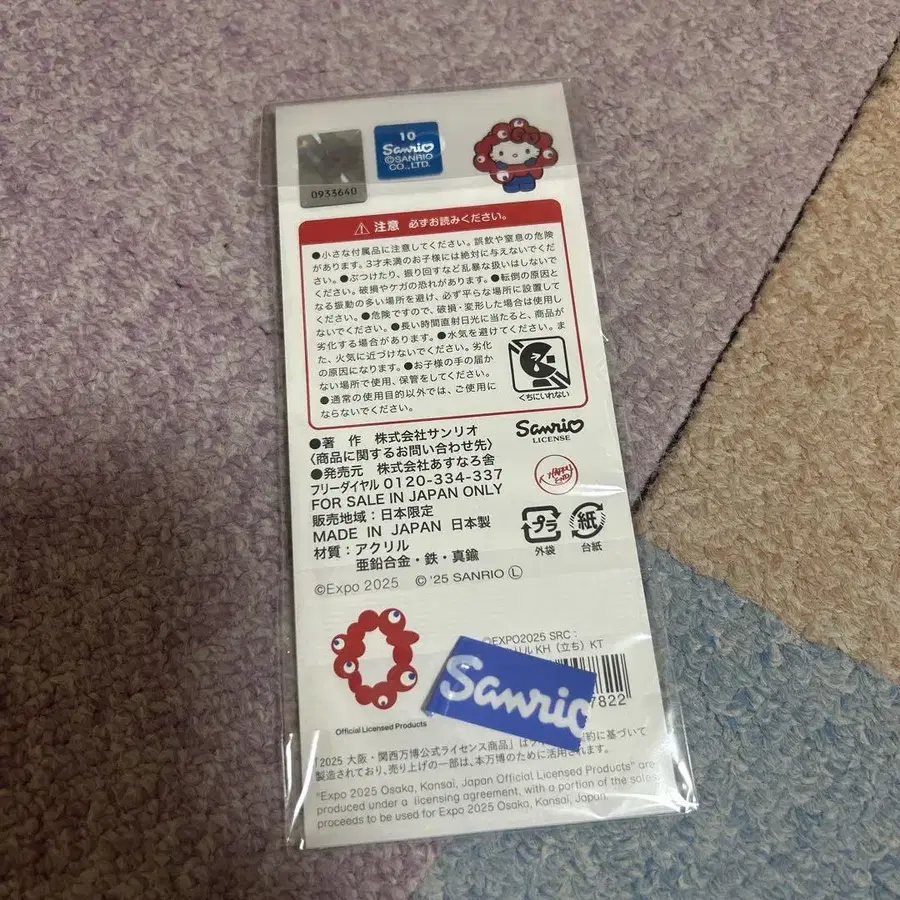 0933640
10
Sanrio
©SANRIO
CO.,LTD.
⚠注意 必ずお読みください。
●小さな付属品に注意してください。誤飲や窒息の危険
があります。3才未満のお子様には絶対に与えないでくだ
さい。●ぶつけたり、振り回すなど乱暴な扱いはしないで
ください。破損やケガの恐れがあります。●転倒の原因と
なる振動の多い場所を避け、必ず平らな場所に設置して
ください。●危険ですので、破損・変形した場合は使用し
ないでください。●長い時間直射日光に当たると、商品が
劣化する場合があります。●水気を避けてください。ま
た、火気に近づけないでください。劣化
の原因になります。●お子様の手の届か
ない場所で使用、保管をしてください。
●通常の使用目的以外では、ご使用に
ならないでください。
くちにいれない
●著 作 株式会社サンリオ
〈商品に関するお問い合わせ先〉
●発売元 株式会社あすなろ舎
フリーダイヤル 0120-334-337
FOR SALE IN JAPAN ONLY
販売地域：日本限定
MADE IN JAPAN 日本製
材質：アクリル
亜鉛合金・鉄・真鍮
©Expo 2025 © '25 SANRIO Ⓛ
Sanrio
LICENSE
プラ
外袋
紙
台紙
©EXPO2025 SRC :
リル KH（立ち）KT
7822
Sanrio
Official Licensed Products
「2025 大阪・関西万博公式ライセンス商品」は
契約に基づいて
製造されており、売り上げの一部は、本万博のために活用されます。
"Expo 2025 Osaka, Kansai, Japan Official Licensed Products" are
produced under a licensing agreement, with a portion of the sales
proceeds to be used for Expo 2025 Osaka, Kansai, Japan